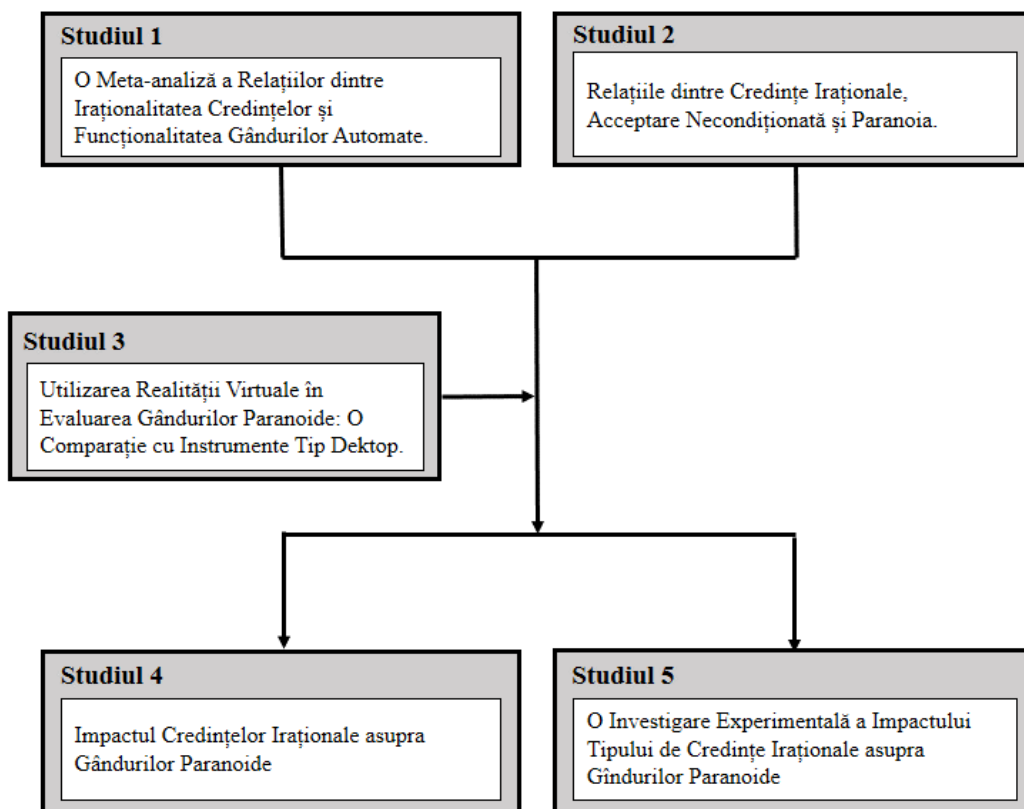 Studiul 1
O Meta-analiză a Relațiilor dintre
Iraționalitatea Credințelor și
Funcționalitatea Gândurilor Automate.
Studiul 2
Relațiile dintre Credințe Iraționale,
Acceptare Necondiționată și Paranoia.
Studiul 3
Utilizarea Realității Virtuale în
Evaluarea Gândurilor Paranoide: O
Comparație cu Instrumente Tip Dektop.
Studiul 4
Impactul Credințelor Iraționale asupra
Gândurilor Paranoide
Studiul 5
O Investigare Experimentală a Impactului
Tipului de Credințe Iraționale asupra
Gîndurilor Paranoide